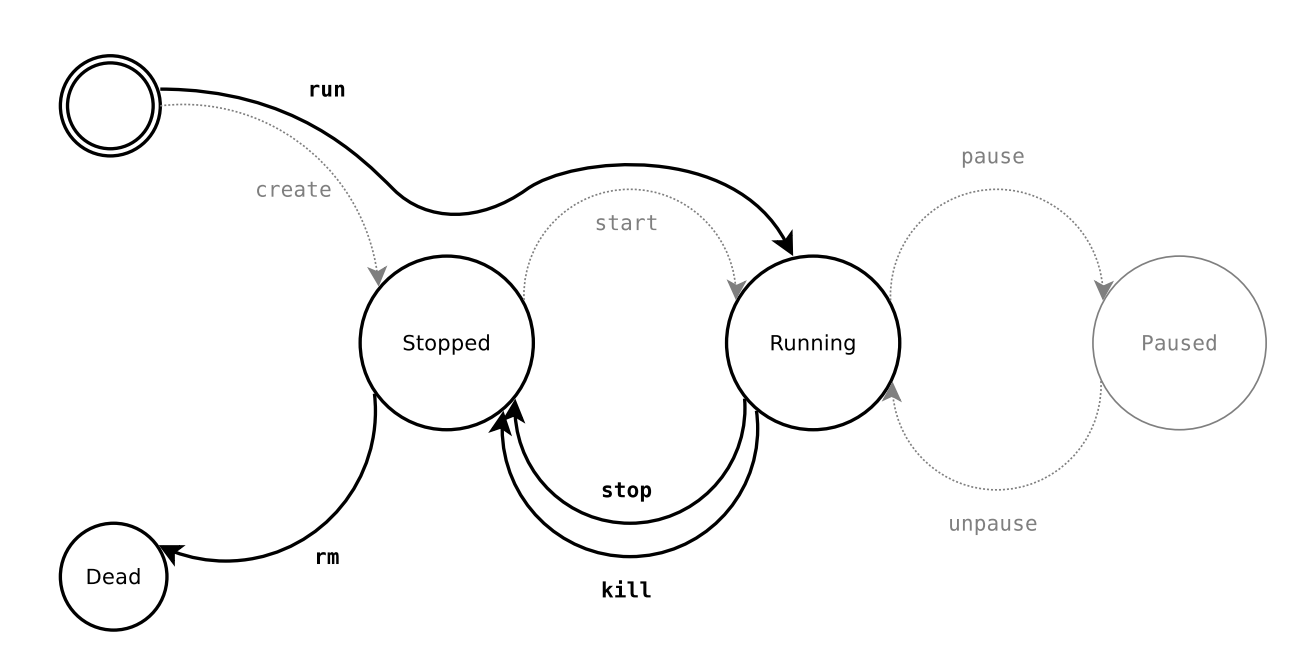 run
pause
create
start
Stopped
Running
Paused
stop
unpause
rm
Dead
kill